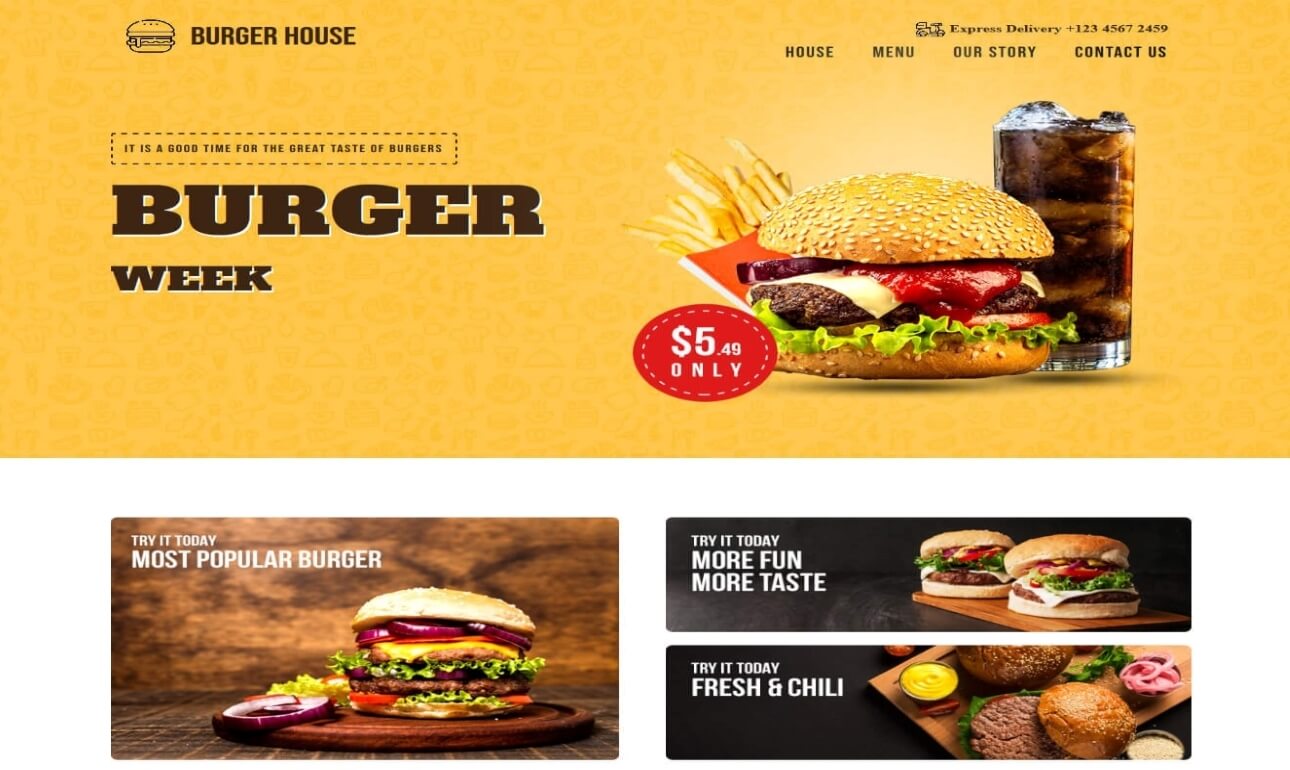 BURGER HOUSE
Express Delivery +123 4567 2459
HOUSE MENU OUR STORY CONTACT US
IT IS A GOOD TIME FOR THE GREAT TASTE OF BURGERS
BURGER
WEEK
$5.49
ONLY
TRY IT TODAY
MOST POPULAR BURGER
TRY IT TODAY
MORE FUN
MORE TASTE
TRY IT TODAY
FRESH & CHILI